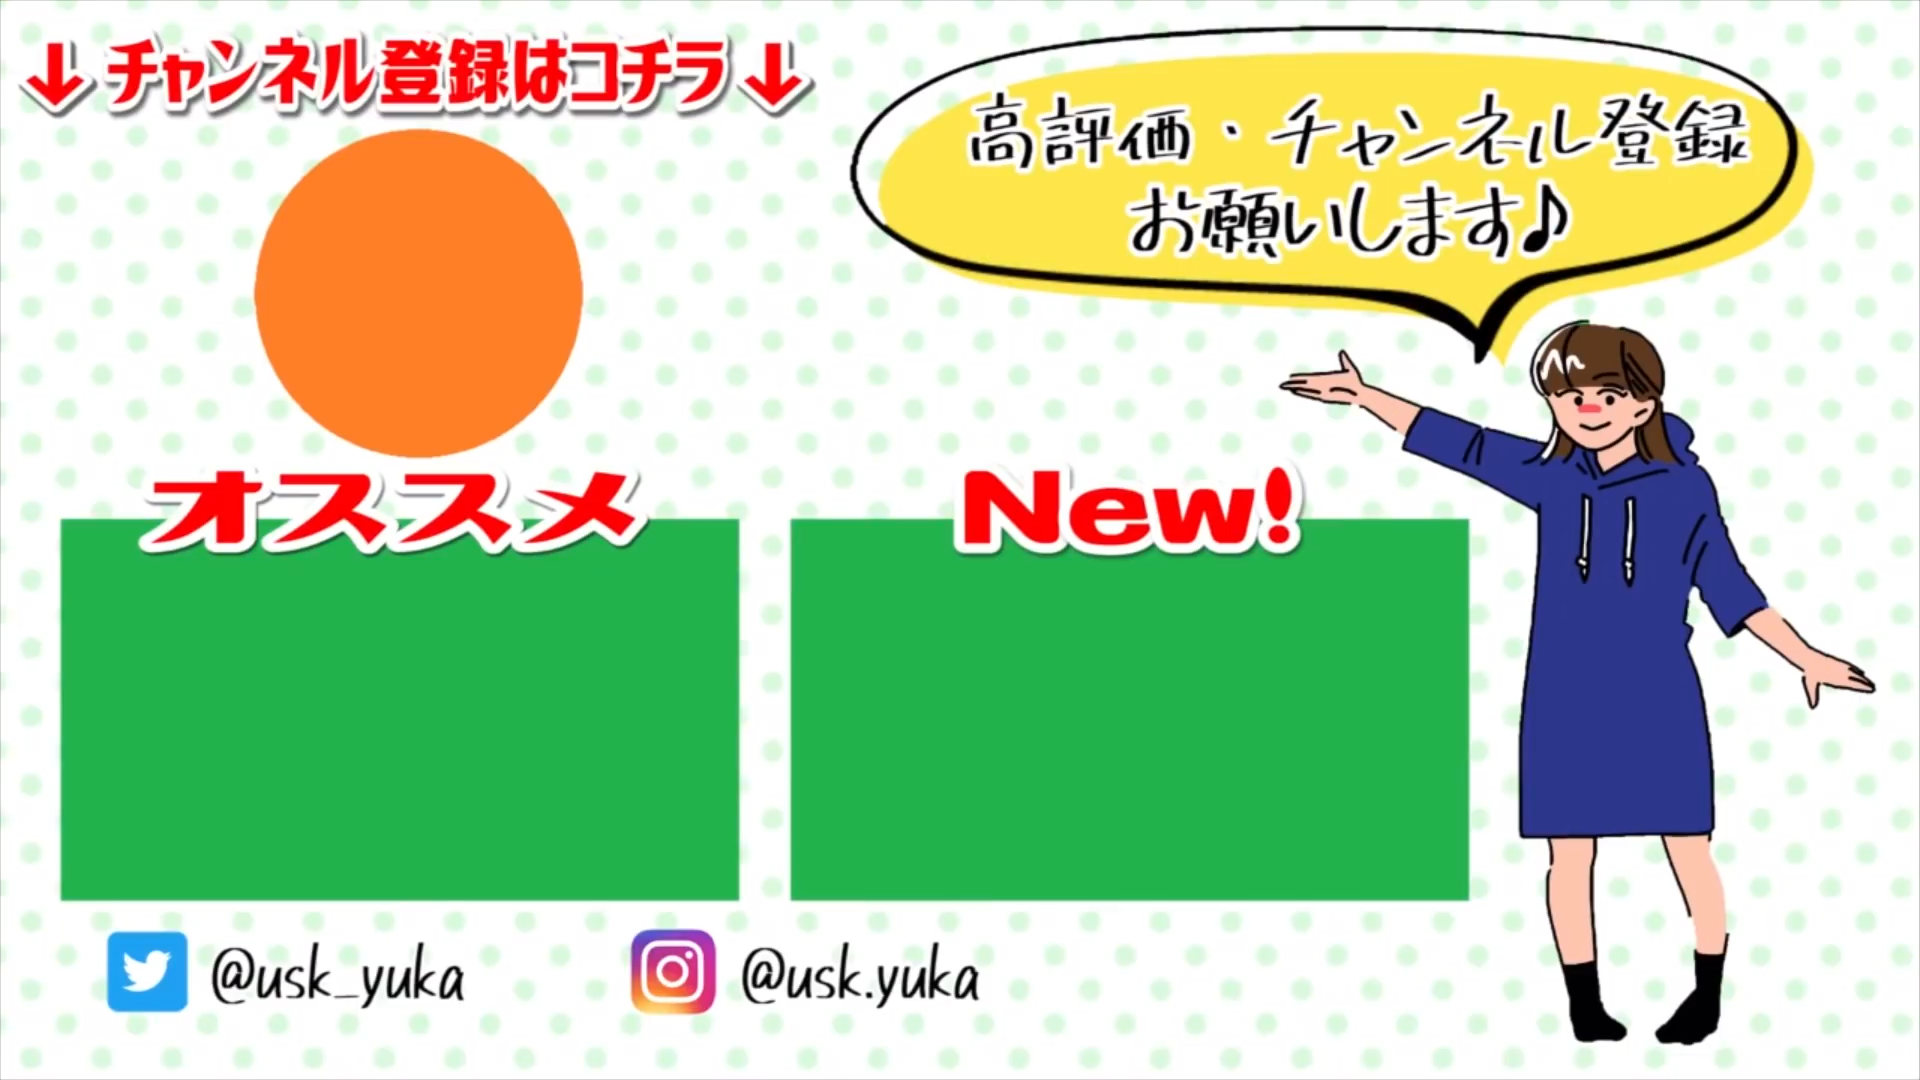 ↓チャンネル登録はコチラ↓
高評価・チャンネル登録
お願いします♪
オススメ
New!
@usk_yuka
@usk.yuka